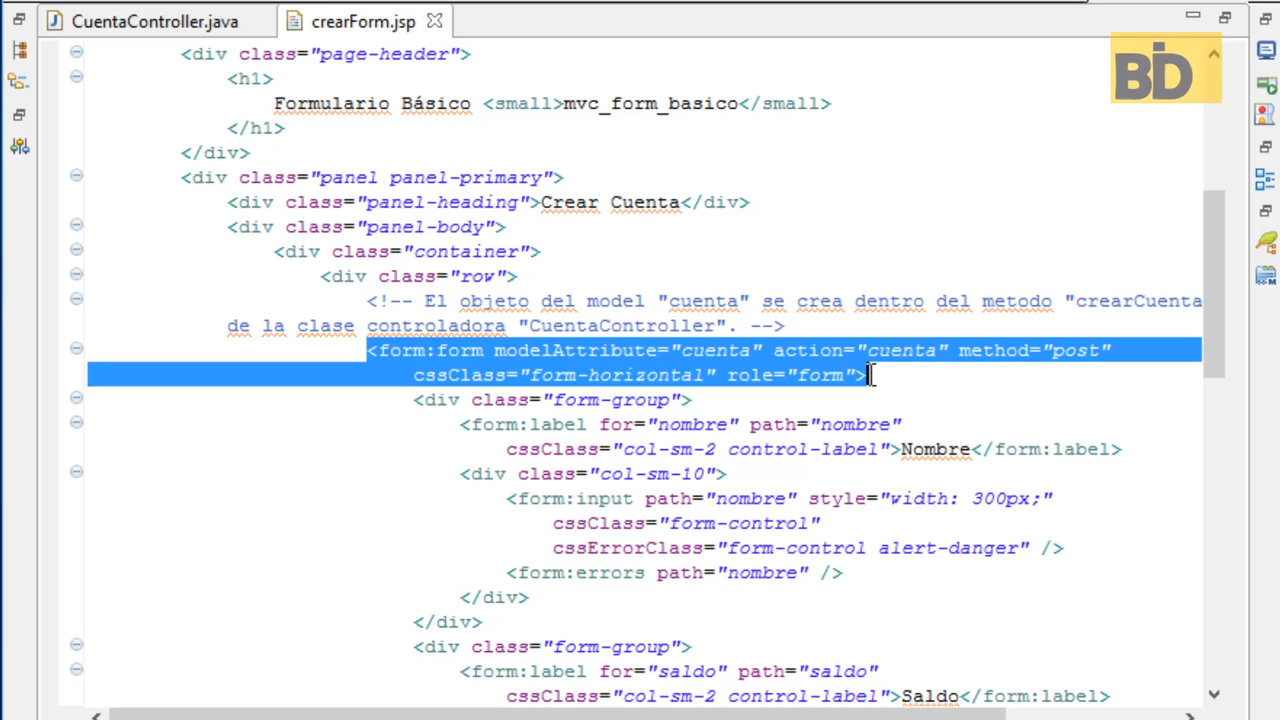 CuentaController.java
crearForm.jsp
BiD
<div class="page-header">
<h1>
Formulario Básico <small>mvc_form_basico</small>
</h1>
</div>
<div class="panel panel-primary">
<div class="panel-heading">Crear Cuenta</div>
<div class="panel-body">
<div class="container">
<div class="row">
<!-- El objeto del model "cuenta" se crea dentro del metodo "crearCuenta
de la clase controladora "CuentaController". -->
<form:form modelAttribute="cuenta" action="cuenta" method="post"
cssClass="form-horizontal" role="form">
<div class="form-group">
<form:label for="nombre" path="nombre"
cssClass="col-sm-2 control-label">Nombre</form:label>
<div class="col-sm-10">
<form:input path="nombre" style="width: 300px;"
cssClass="form-control"
cssErrorClass="form-control alert-danger" />
<form:errors path="nombre" />
</div>
</div>
<div class="form-group">
<form:label for="saldo" path="saldo"
cssClass="col-sm-2 control-label">Saldo</form:label>